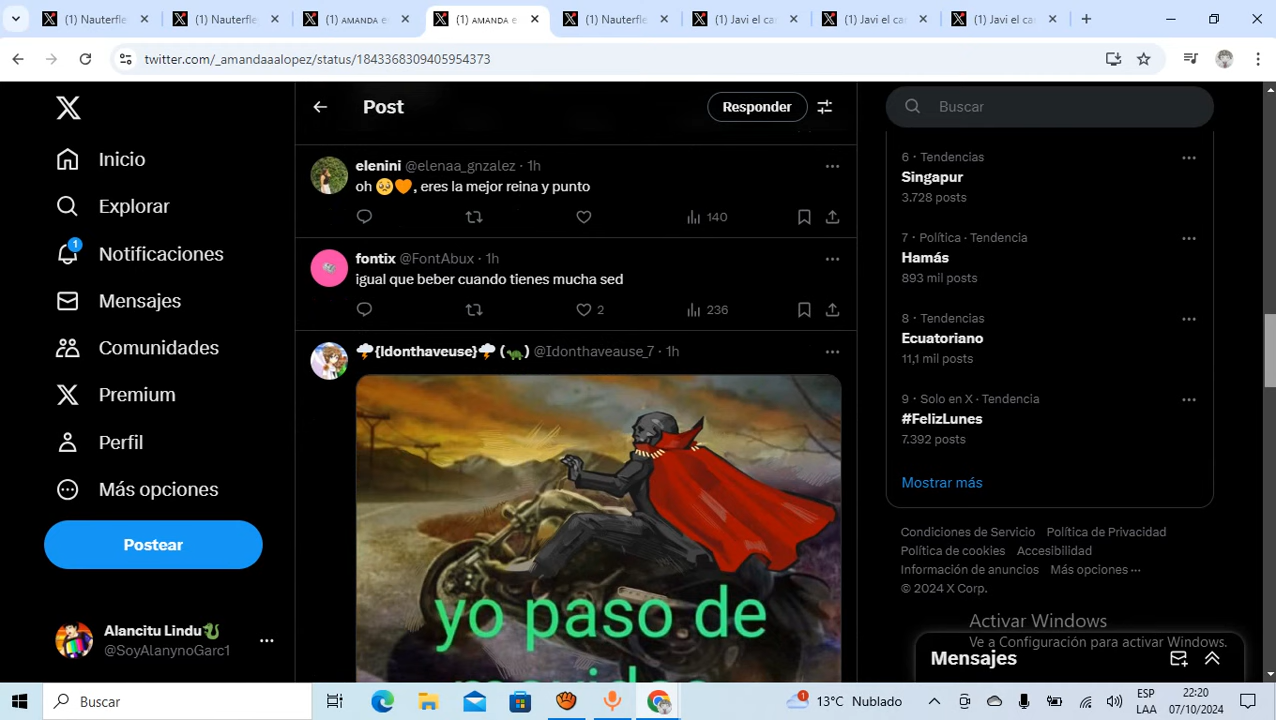 (1) Nauterfle
(1) Nauterfle
(1) AMANDA e
(1) AMANDA e
(1) Nauterfle
(1) Javi el ca
(1) Javi el ca
(1) Javi el ca
twitter.com/_amandaaalopez/status/1843368309405954373
Post
Responder
Buscar
Inicio
Explorar
1
Notificaciones
Mensajes
Comunidades
Premium
Perfil
Más opciones
Postear
Alancitu Lindu🐉
@SoyAlanynoGarc1
elenini @elenaa_gnzalez · 1h
oh 🥺🧡, eres la mejor reina y punto
140
fontix @FontAbux · 1h
igual que beber cuando tienes mucha sed
2
236
🌩{Idonthaveuse}🌩 (🐢) @Idonthaveause_7 · 1h
yo paso de
6 · Tendencias
Singapur
3.728 posts
7 · Política · Tendencia
Hamás
893 mil posts
8 · Tendencias
Ecuatoriano
11,1 mil posts
9 · Solo en X · Tendencia
#FelizLunes
7.392 posts
Mostrar más
Condiciones de Servicio Política de Privacidad
Política de cookies Accesibilidad
Información de anuncios Más opciones ···
© 2024 X Corp.
Activar Windows
Ve a Configuración para activar Windows.
Mensajes
Buscar
1
13°C Nublado
ESP
LAA
22:20
07/10/2024